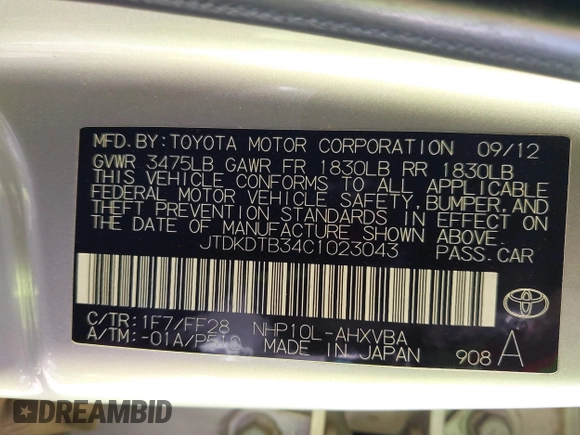 MFD. BY: TOYOTA MOTOR CORPORATION 09/12
GVWR 3475LB GAWR FR 1830LB RR 1830LB
THIS VEHICLE CONFORMS TO ALL APPLICABLE
FEDERAL MOTOR VEHICLE SAFETY, BUMPER, AND
THEFT PREVENTION STANDARDS IN EFFECT ON
THE DATE OF MANUFACTURE SHOWN ABOVE.
JTDKDTB34C1023043 PASS. CAR
C/TR: 1F7/FF28 NHP10L-AHXVBA
A/TM: -01A/P510 MADE IN JAPAN 908 A
DREAMBID